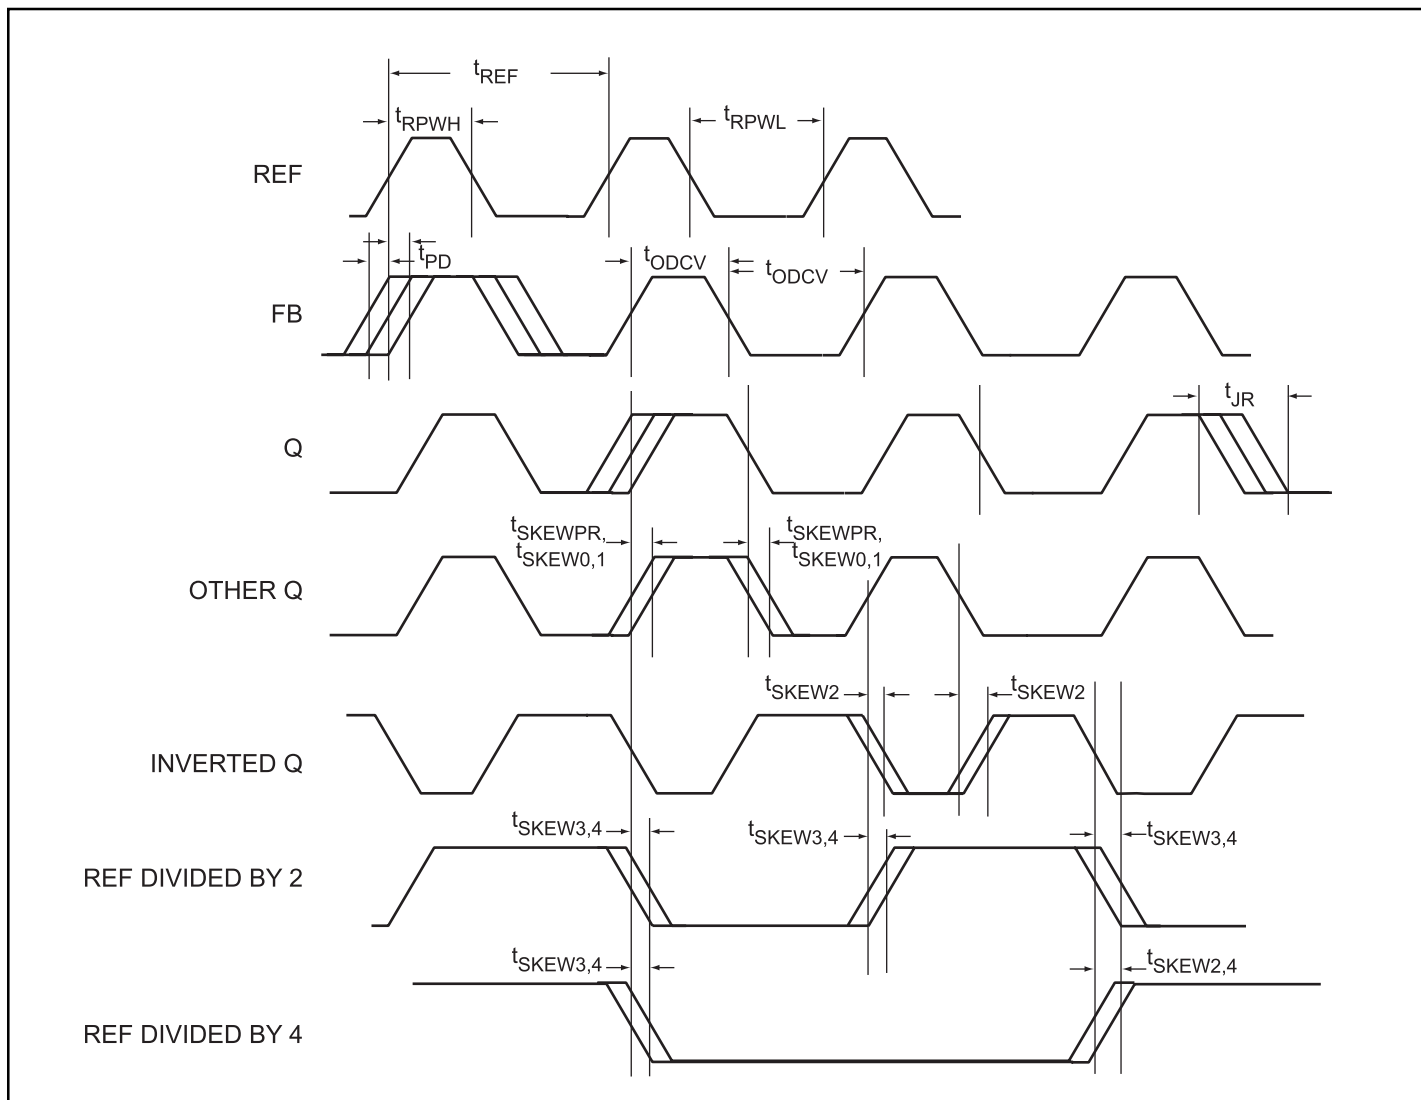 tREF
tRPWH
tRPWL
REF
tPD
tODCV
tODCV
FB
tJR
Q
tSKEWPR,
tSKEW0,1
tSKEWPR,
tSKEW0,1
OTHER Q
tSKEW2
tSKEW2
INVERTED Q
tSKEW3,4
tSKEW3,4
tSKEW3,4
REF DIVIDED BY 2
tSKEW3,4
tSKEW2,4
REF DIVIDED BY 4